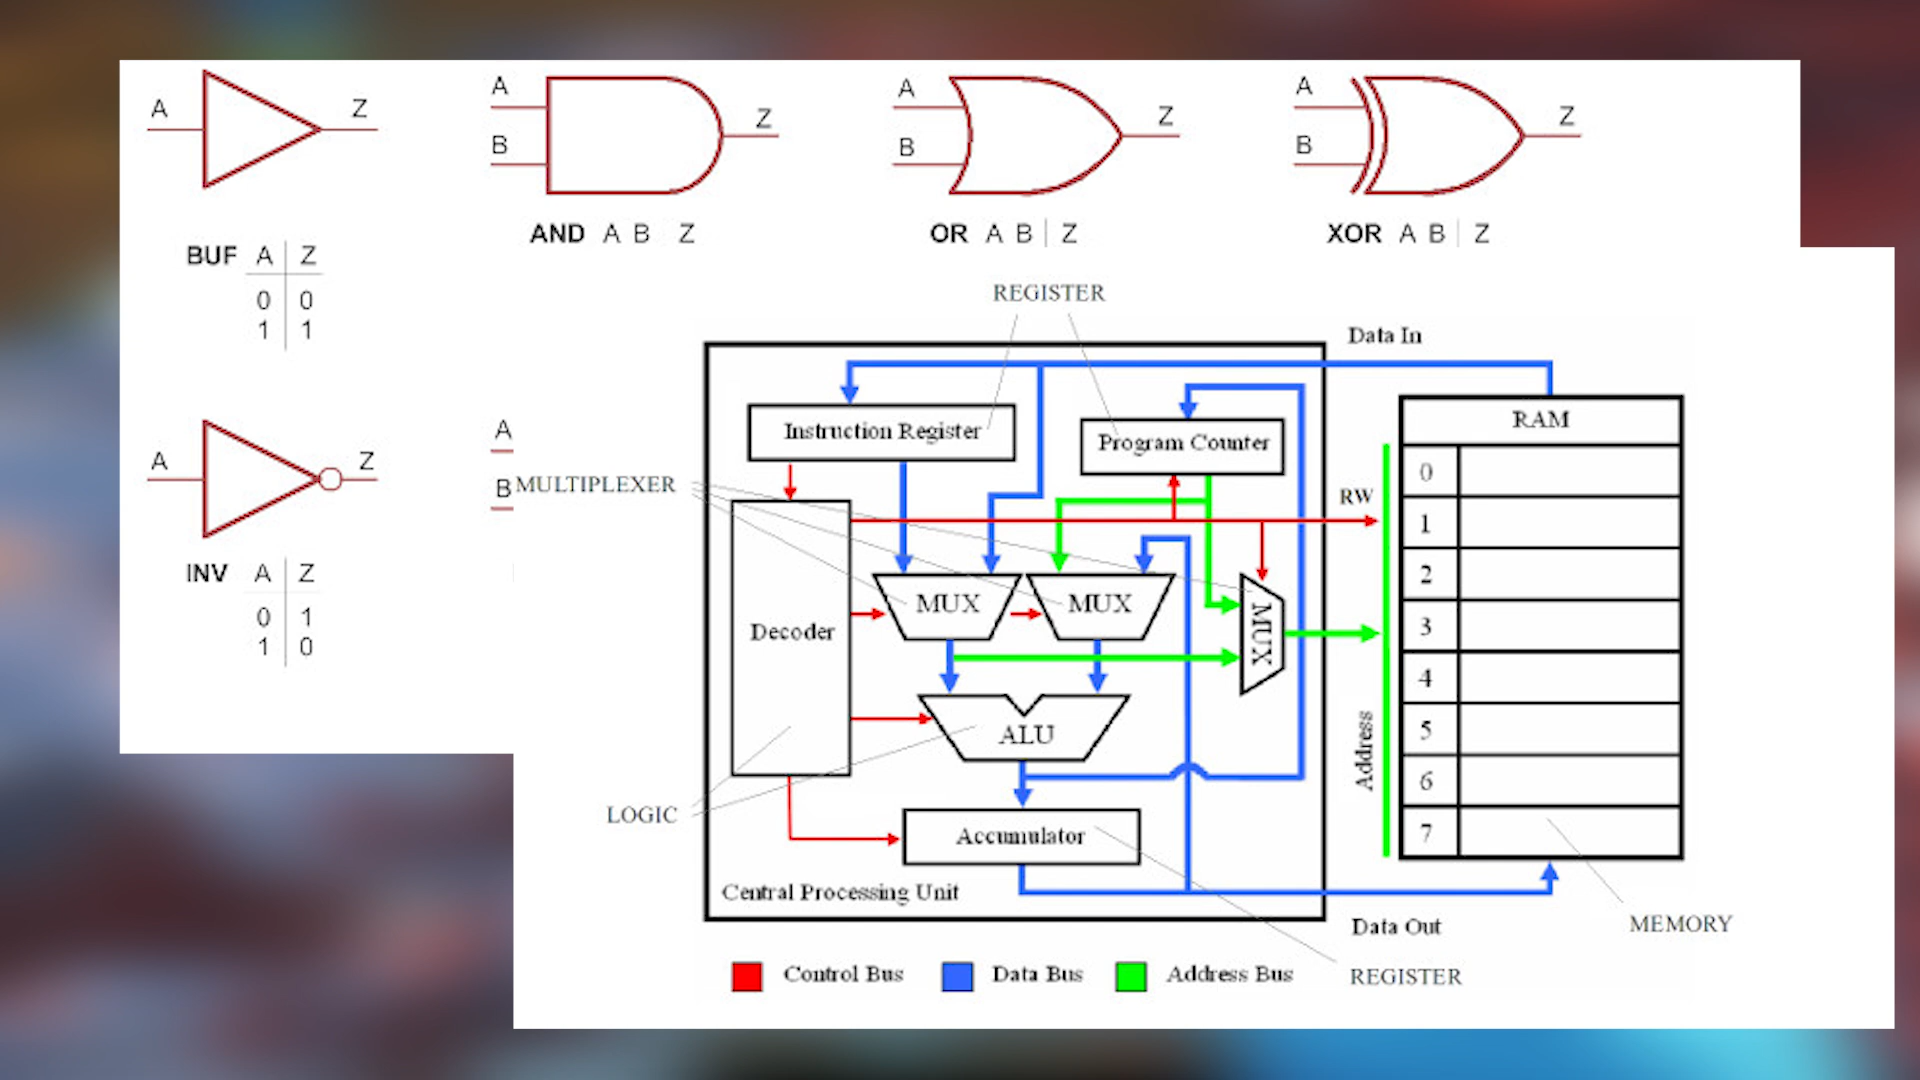 A
Z
A
B
Z
A
B
Z
A
B
Z
AND A B Z
OR A B Z
XOR A B Z
BUF A Z
0 0
1 1
A
Z
INV A Z
0 1
1 0
A
B
REGISTER
Data In
Instruction Register
Program Counter
RAM
MULTIPLEXER
RW
0
1
2
3
4
5
6
7
MUX
MUX
MUX
Decoder
ALU
Address
LOGIC
Accumulator
Central Processing Unit
Data Out
MEMORY
Control Bus
Data Bus
Address Bus
REGISTER